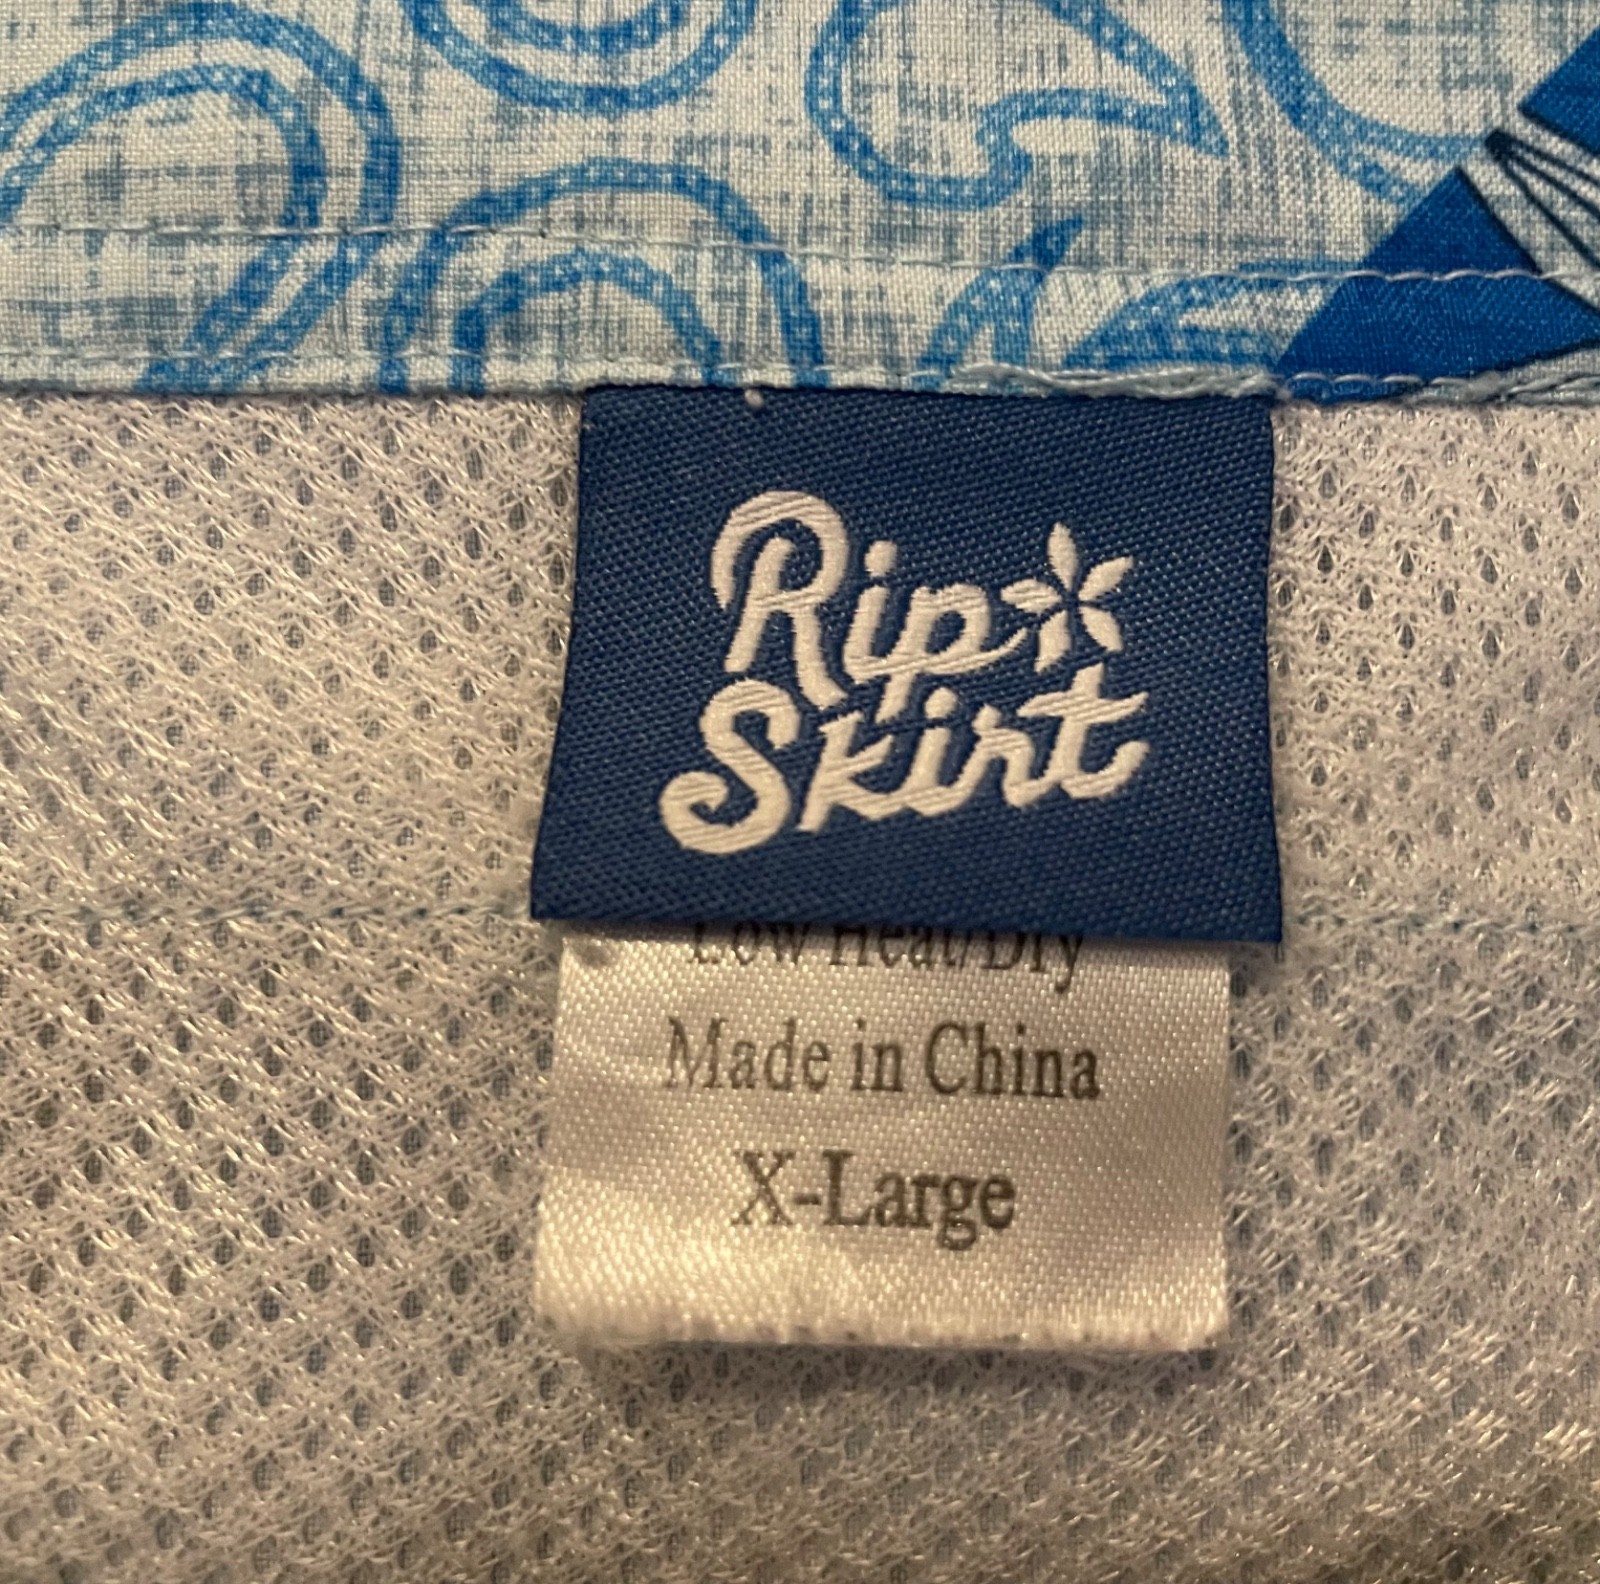 Rip
Skirt
Low Heat/Dry
Made in China
X-Large